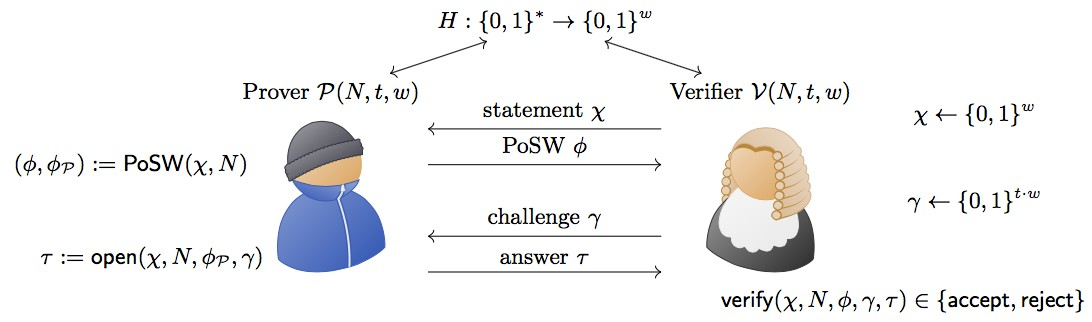 H : {0, 1}* → {0, 1}ʷ
Prover 𝒫(N, t, w)
Verifier 𝒱(N, t, w)
statement χ
χ ← {0, 1}ʷ
PoSW ϕ
(ϕ, ϕ_𝒫) := PoSW(χ, N)
challenge γ
γ ← {0, 1}ᵗ·ʷ
answer τ
τ := open(χ, N, ϕ_𝒫, γ)
verify(χ, N, ϕ, γ, τ) ∈ {accept, reject}